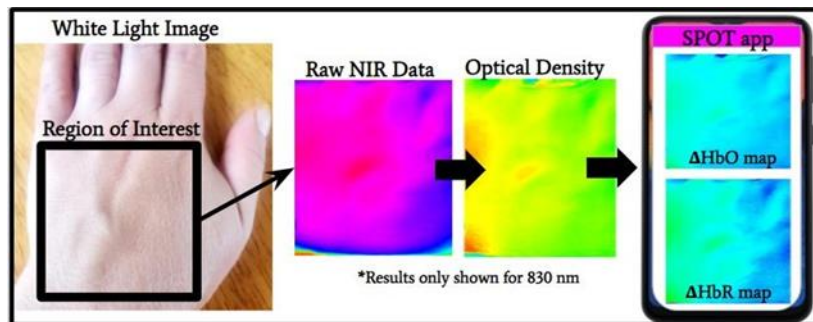 White Light Image
Region of Interest
Raw NIR Data
Optical Density
*Results only shown for 830 nm
SPOT app
ΔHbO map
ΔHbR map